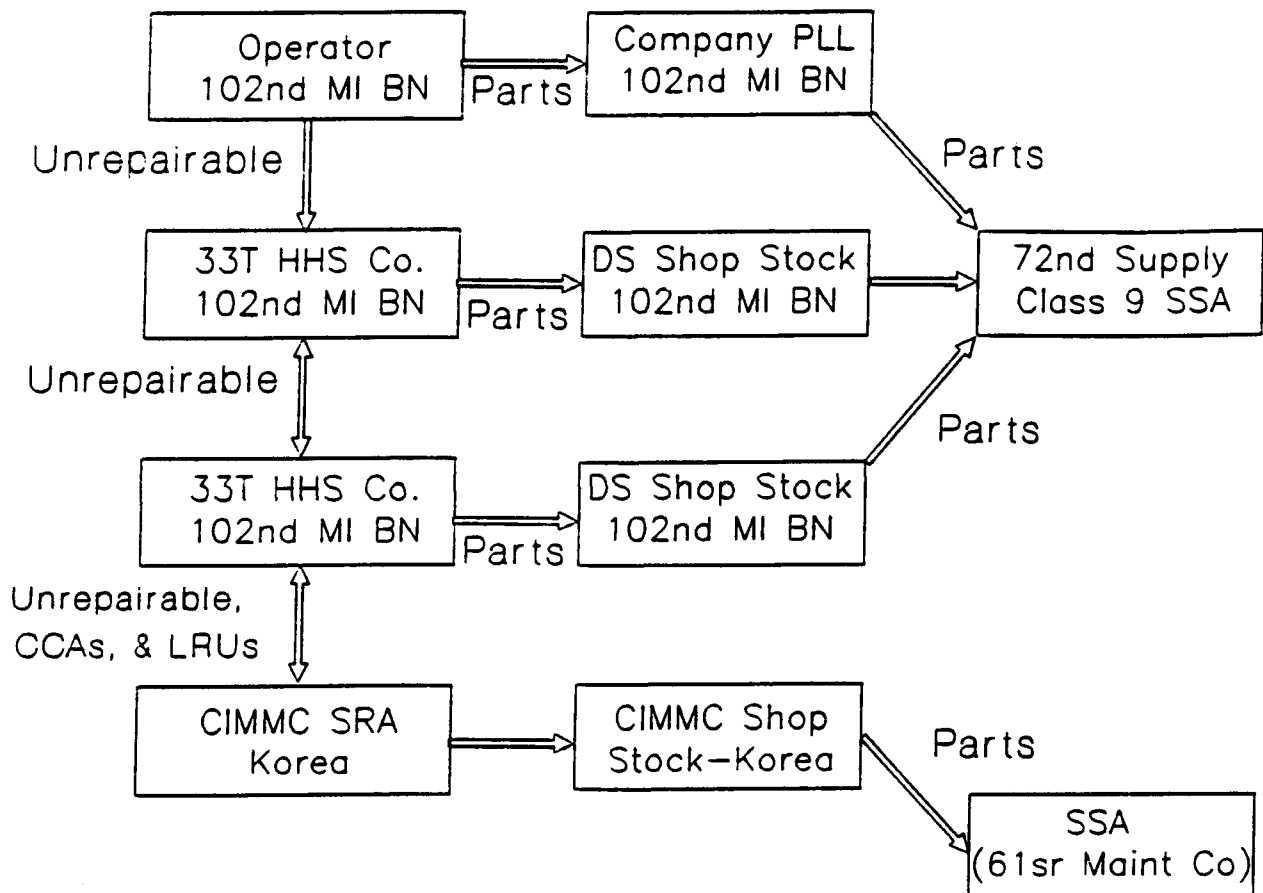 Operator
102nd MI BN
Parts
Company PLL
102nd MI BN
Unrepairable
Parts
33T HHS Co.
102nd MI BN
Parts
DS Shop Stock
102nd MI BN
72nd Supply
Class 9 SSA
Unrepairable
Parts
33T HHS Co.
102nd MI BN
Parts
DS Shop Stock
102nd MI BN
Unrepairable,
CCAs, & LRUs
CIMMC SRA
Korea
CIMMC Shop
Stock-Korea
Parts
SSA
(61sr Maint Co)